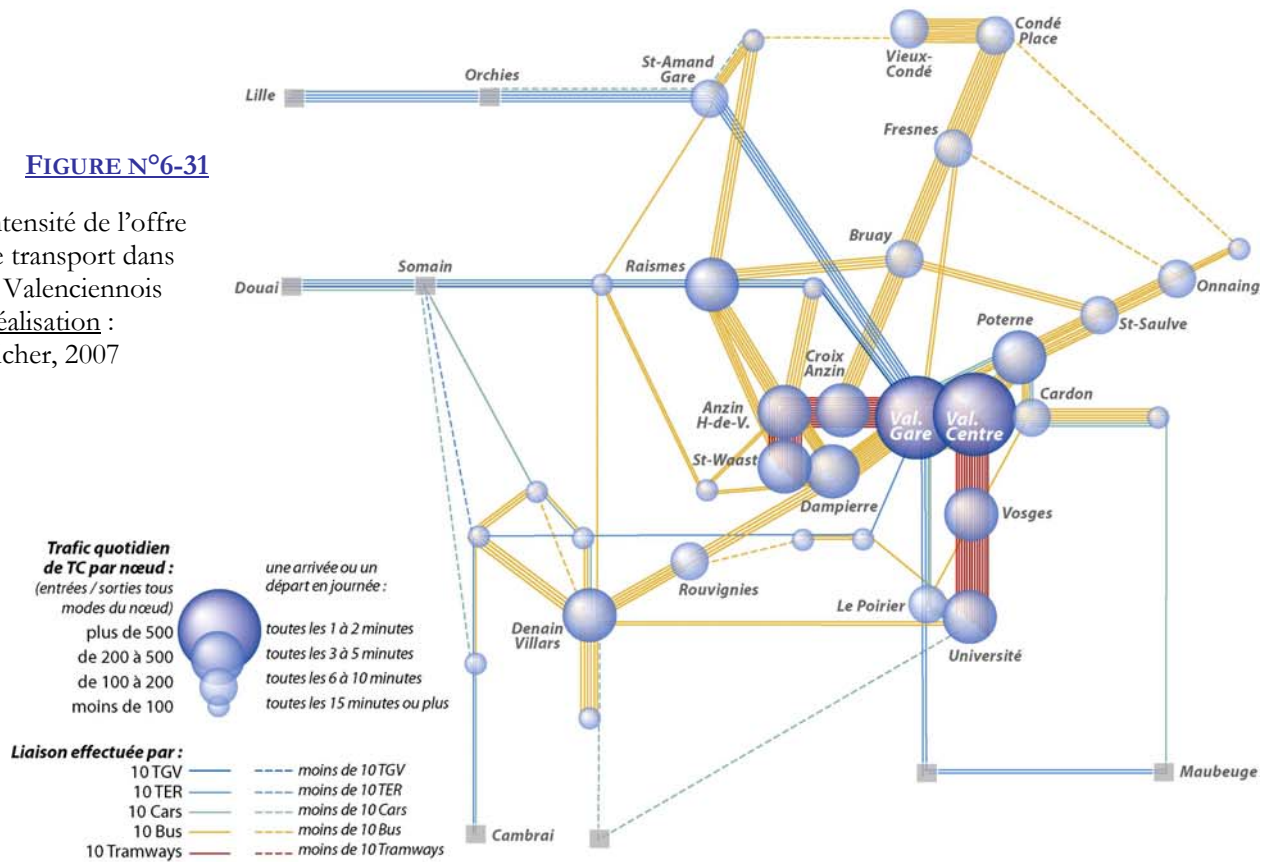 FIGURE N°6-31
ntensité de l’offre
e transport dans
Valenciennois
éalisation :
cher, 2007
Condé
Place
Vieux-
Condé
St-Amand
Gare
Orchies
Lille
Fresnes
Bruay
Raismes
Somain
Douai
Onnaing
St-Saulve
Poterne
Croix
Anzin
Cardon
Anzin
H-de-V.
Val.
Gare
Val.
Centre
St-Waast
Dampierre
Vosges
Rouvignies
Le Poirier
Denain
Villars
Université
Maubeuge
Cambrai
Trafic quotidien
de TC par nœud :
(entrées / sorties tous
modes du nœud)
une arrivée ou un
départ en journée :
plus de 500 toutes les 1 à 2 minutes
de 200 à 500 toutes les 3 à 5 minutes
de 100 à 200 toutes les 6 à 10 minutes
moins de 100 toutes les 15 minutes ou plus
Liaison effectuée par :
10 TGV moins de 10 TGV
10 TER moins de 10 TER
10 Cars moins de 10 Cars
10 Bus moins de 10 Bus
10 Tramways moins de 10 Tramways